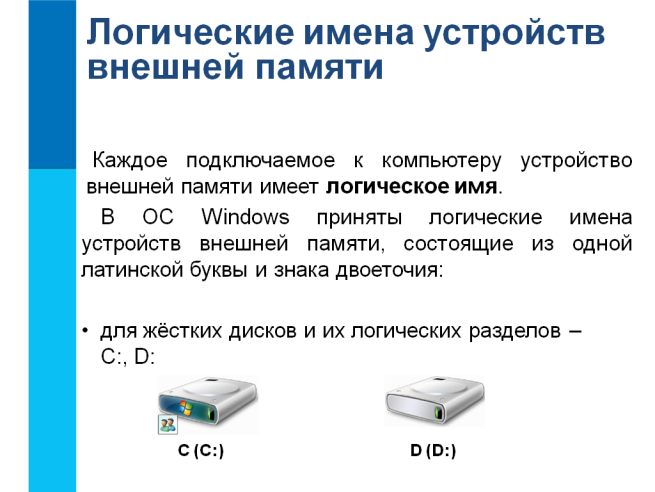 Логические имена устройств
внешней памяти
Каждое подключаемое к компьютеру устройство
внешней памяти имеет логическое имя.
В ОС Windows приняты логические имена
устройств внешней памяти, состоящие из одной
латинской буквы и знака двоеточия:
• для жёстких дисков и их логических разделов –
C:, D:
C (C:) D (D:)